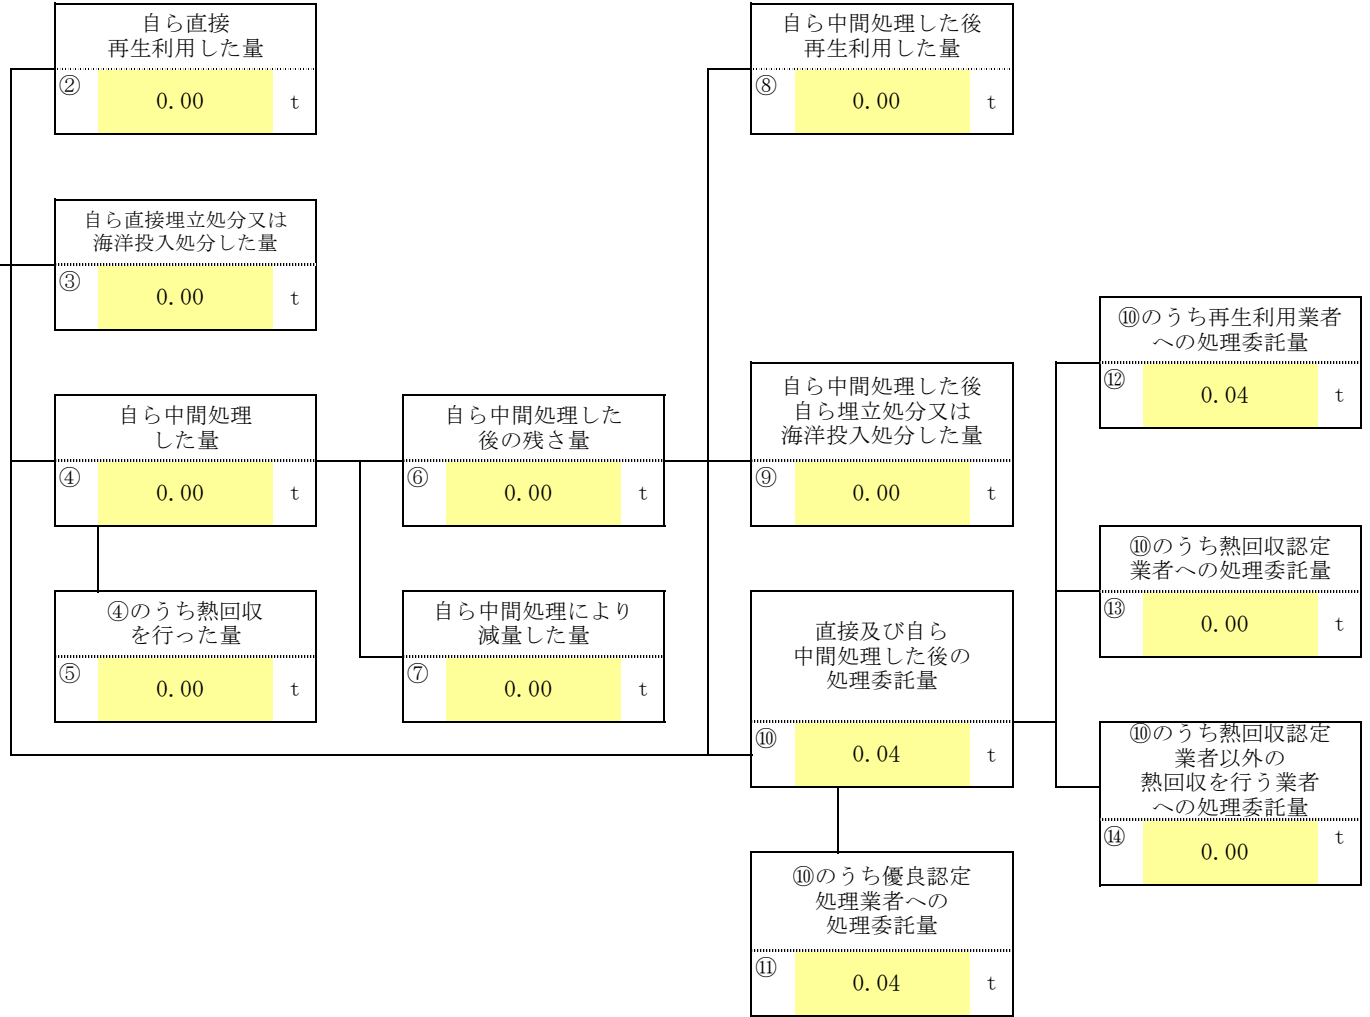 自ら直接
再生利用した量
② 0.00 t
自ら直接埋立処分又は
海洋投入処分した量
③ 0.00 t
自ら中間処理
した量
④ 0.00 t
④のうち熱回収
を行った量
⑤ 0.00 t
自ら中間処理した
後の残さ量
⑥ 0.00 t
自ら中間処理により
減量した量
⑦ 0.00 t
自ら中間処理した後
再生利用した量
⑧ 0.00 t
自ら中間処理した後
自ら埋立処分又は
海洋投入処分した量
⑨ 0.00 t
直接及び自ら
中間処理した後の
処理委託量
⑩ 0.04 t
⑩のうち優良認定
処理業者への
処理委託量
⑪ 0.04 t
⑩のうち再生利用業者
への処理委託量
⑫ 0.04 t
⑩のうち熱回収認定
業者への処理委託量
⑬ 0.00 t
⑩のうち熱回収認定
業者以外の
熱回収を行う業者
への処理委託量
⑭ 0.00 t